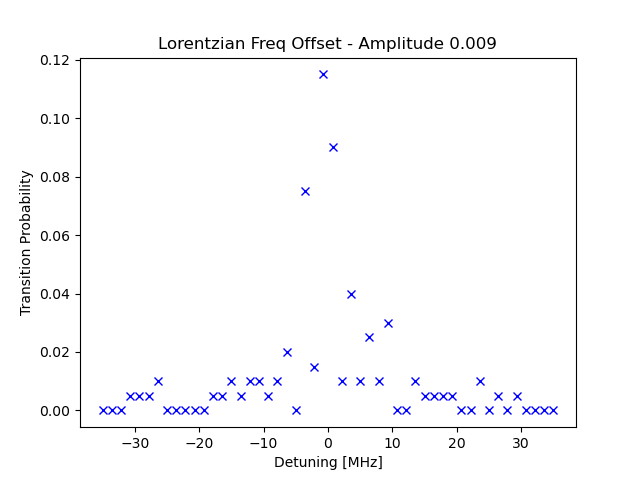 Lorentzian Freq Offset - Amplitude 0.009
0.12
0.10
0.08
0.06
0.04
0.02
0.00
Transition Probability
−30 −20 −10 0 10 20 30
Detuning [MHz]